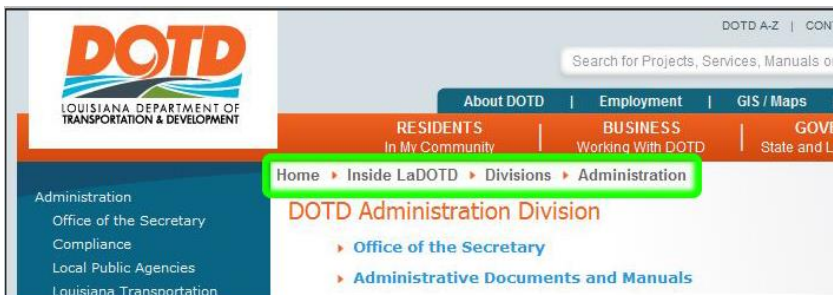 DOTD A-Z | CON
DOTD
LOUISIANA DEPARTMENT OF
TRANSPORTATION & DEVELOPMENT
Search for Projects, Services, Manuals o
About DOTD | Employment | GIS / Maps
RESIDENTS
In My Community
BUSINESS
Working With DOTD
GOV
State and L
Home ▸ Inside LaDOTD ▸ Divisions ▸ Administration
Administration
Office of the Secretary
Compliance
Local Public Agencies
Louisiana Transportation
DOTD Administration Division
Office of the Secretary
Administrative Documents and Manuals